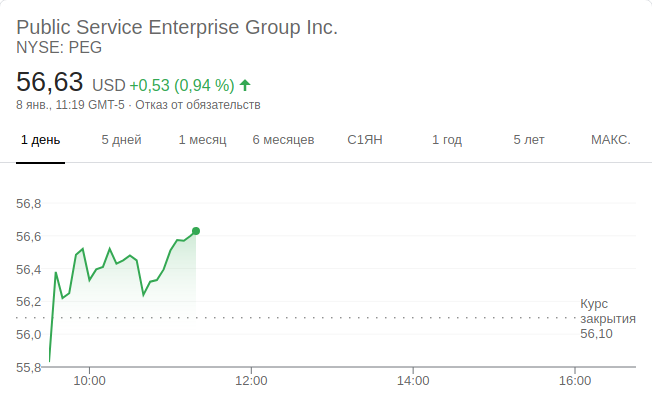 Public Service Enterprise Group Inc.
NYSE: PEG
56,63 USD +0,53 (0,94 %)
8 янв., 11:19 GMT-5 · Отказ от обязательств
1 день 5 дней 1 месяц 6 месяцев С1ЯН 1 год 5 лет МАКС.
56,8
56,6
56,4
56,2
56,0
55,8
Курс
закрытия
56,10
10:00 12:00 14:00 16:00